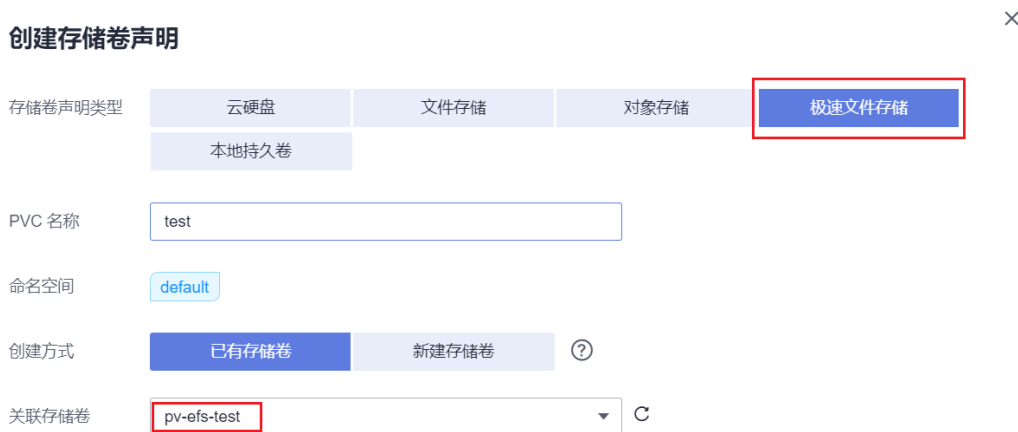 创建存储卷声明
存储卷声明类型 云硬盘 文件存储 对象存储 极速文件存储
本地持久卷
PVC 名称 test
命名空间 default
创建方式 已有存储卷 新建存储卷 ?
关联存储卷 pv-efs-test